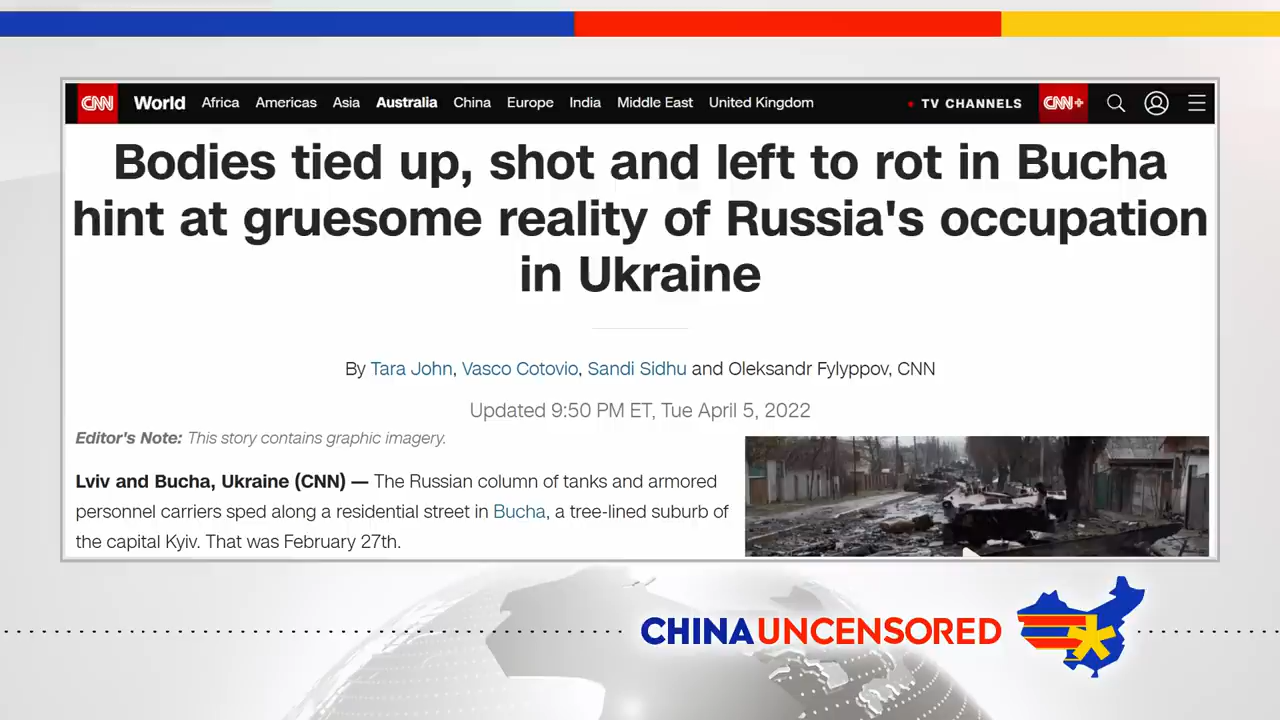 CNN World Africa Americas Asia Australia China Europe India Middle East United Kingdom TV CHANNELS CNN+
Bodies tied up, shot and left to rot in Bucha
hint at gruesome reality of Russia's occupation
in Ukraine
By Tara John, Vasco Cotovio, Sandi Sidhu and Oleksandr Fylyppov, CNN
Updated 9:50 PM ET, Tue April 5, 2022
Editor's Note: This story contains graphic imagery.
Lviv and Bucha, Ukraine (CNN) — The Russian column of tanks and armored
personnel carriers sped along a residential street in Bucha, a tree-lined suburb of
the capital Kyiv. That was February 27th.
CHINA UNCENSORED